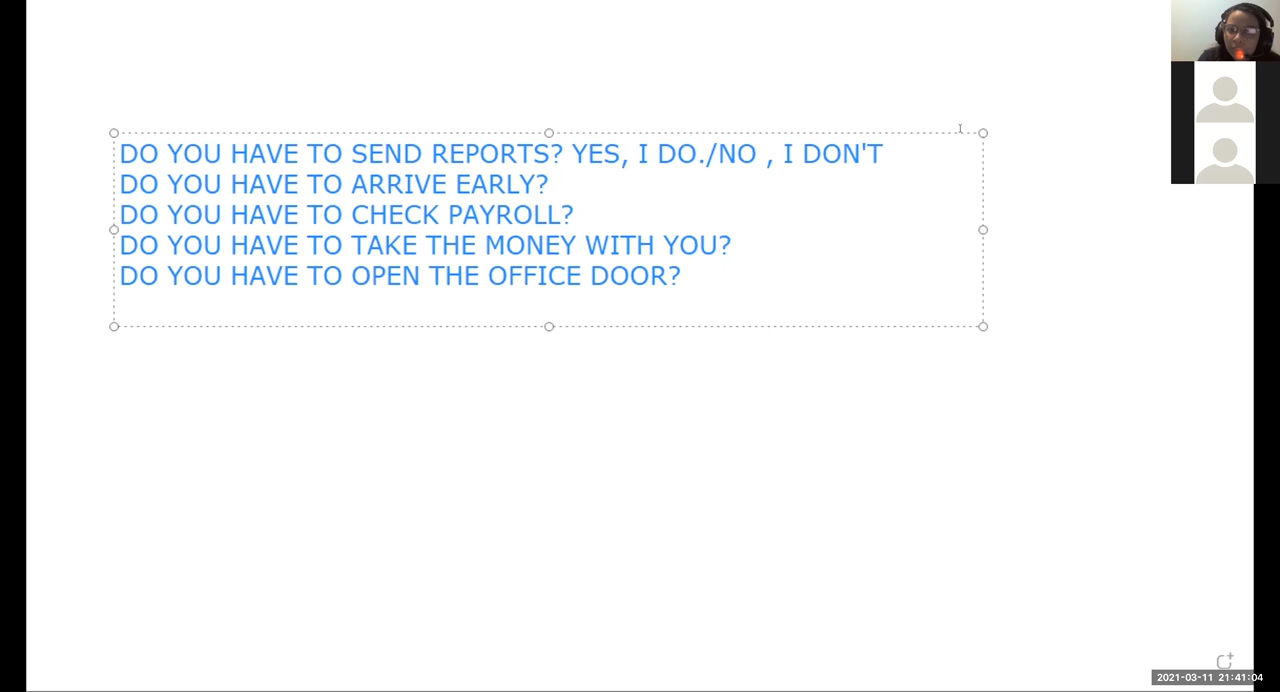 DO YOU HAVE TO SEND REPORTS? YES, I DO./NO , I DON'T
DO YOU HAVE TO ARRIVE EARLY?
DO YOU HAVE TO CHECK PAYROLL?
DO YOU HAVE TO TAKE THE MONEY WITH YOU?
DO YOU HAVE TO OPEN THE OFFICE DOOR?
2021-03-11 21:41:04